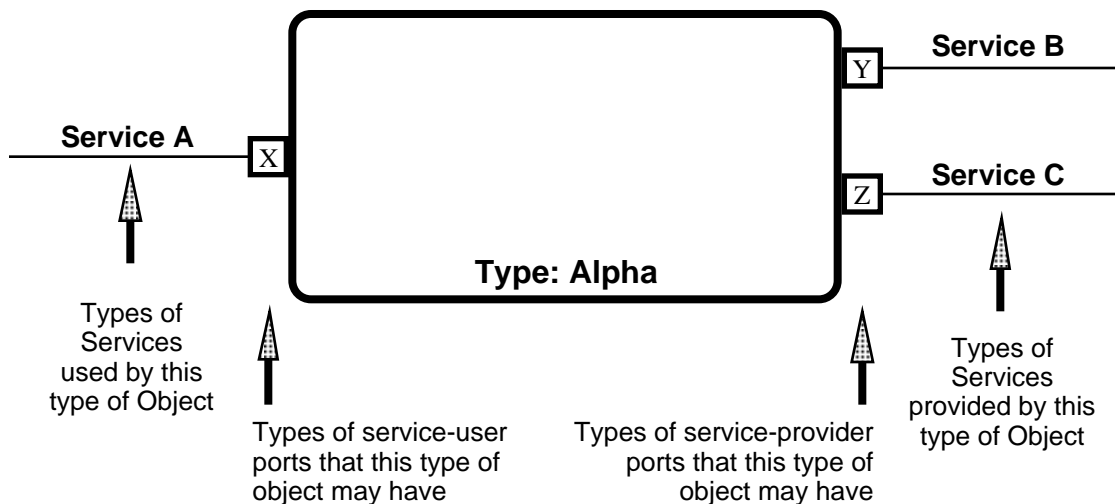 Service A
X
Y
Service B
Z
Service C
Type: Alpha
Types of
Services
used by this
type of Object
Types of service-user
ports that this type of
object may have
Types of service-provider
ports that this type of
object may have
Types of
Services
provided by this
type of Object